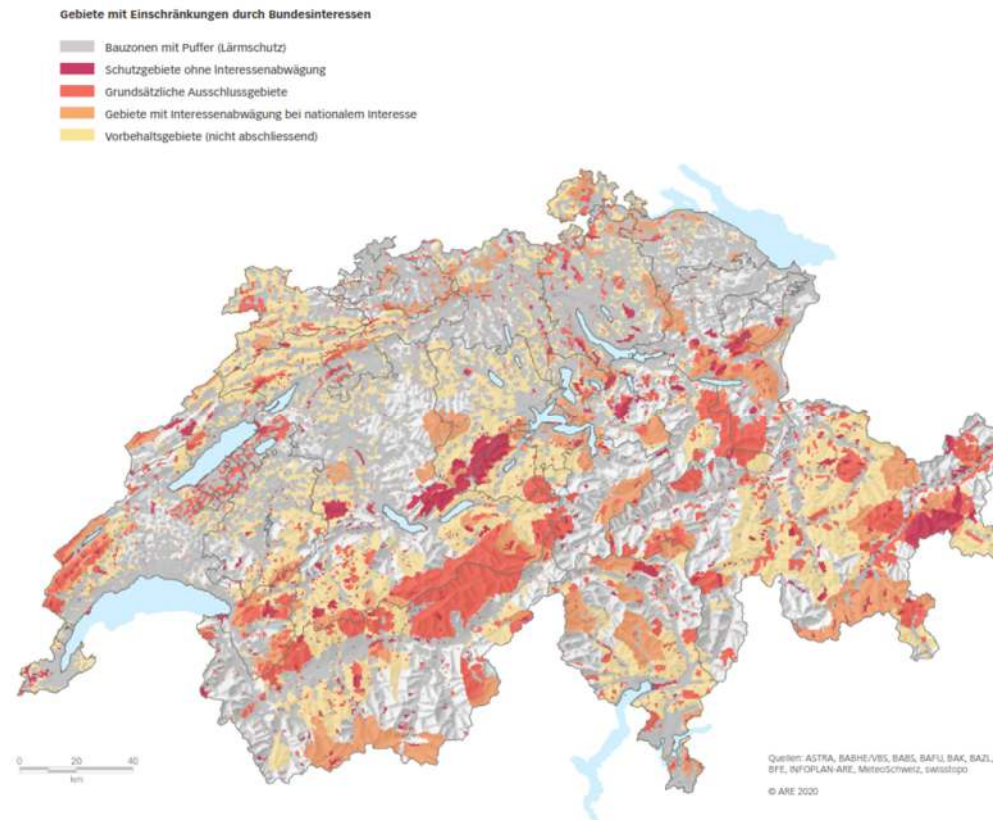 Gebiete mit Einschränkungen durch Bundesinteressen
Bauzonen mit Puffer (Lärmschutz)
Schutzgebiete ohne Interessenabwägung
Grundsätzliche Ausschlussgebiete
Gebiete mit Interessenabwägung bei nationalem Interesse
Vorbehaltsgebiete (nicht abschliessend)
0 20 40
km
Quellen: ASTRA, BABHE/VBS, BABS, BAFU, BAK, BAZL,
BFE, INFOPLAN-ARE, MeteoSchweiz, swisstopo
© ARE 2020